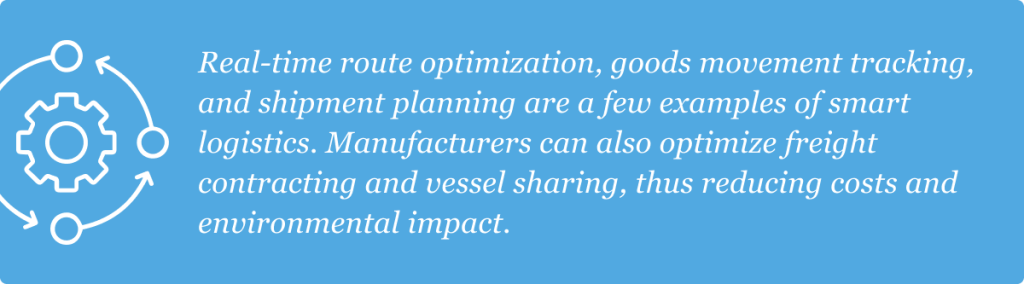 Real-time route optimization, goods movement tracking,
and shipment planning are a few examples of smart
logistics. Manufacturers can also optimize freight
contracting and vessel sharing, thus reducing costs and
environmental impact.